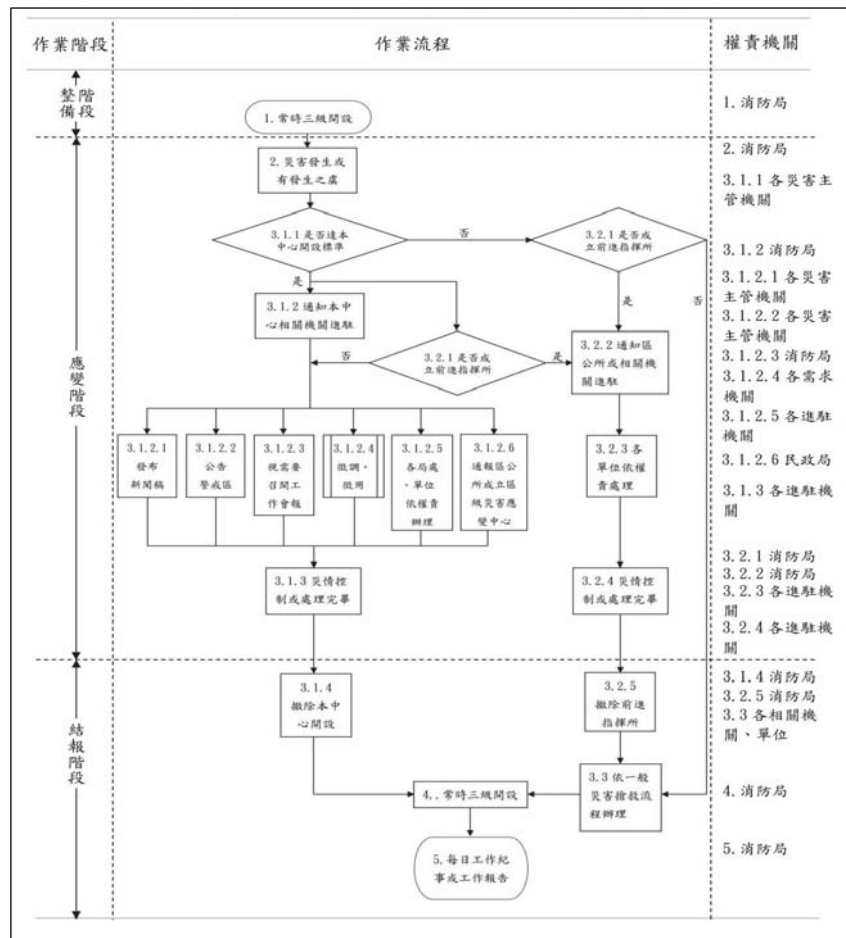 作業階段
作業流程
權責機關
整備階段
1.常時三級開設
1.消防局
應變階段
2.災害發生或
有發生之虞
2.消防局
3.1.1 各災害主
管機關
3.1.1是否達本
中心開設標準
否
3.2.1是否成
立前進指揮所
3.1.2 消防局
是
是
否
3.1.2通知本中
心相關機關進駐
3.1.2.1 各災害
主管機關
3.1.2.2 各災害
主管機關
否
3.2.1是否成
立前進指揮所
是
3.2.2通知區
公所或相關機
關進駐
3.1.2.3 消防局
3.1.2.4 各需求
機關
3.1.2.5 各進駐
機關
3.1.2.1
發布
新聞稿
3.1.2.2
公告
警戒區
3.1.2.3
視需要
召開工
作會報
3.1.2.4
徵調、
徵用
3.1.2.5
各局處
、單位
依權責
辦理
3.1.2.6
通報區公
所成立區
級災害應
變中心
3.2.3各
單位依權
責處理
3.1.2.6 民政局
3.1.3 各進駐機
關
3.1.3災情控
制或處理完畢
3.2.4災情控
制或處理完畢
3.2.1 消防局
3.2.2 消防局
3.2.3 各進駐機
關
3.2.4 各進駐機
關
結報階段
3.1.4
撤除本中
心開設
3.2.5
撤除前進
指揮所
3.1.4 消防局
3.2.5 消防局
3.3 各相關機
關、單位
4.,常時三級開設
3.3依一般
災害搶救流
程辦理
4.消防局
5.每日工作紀
事或工作報告
5.消防局